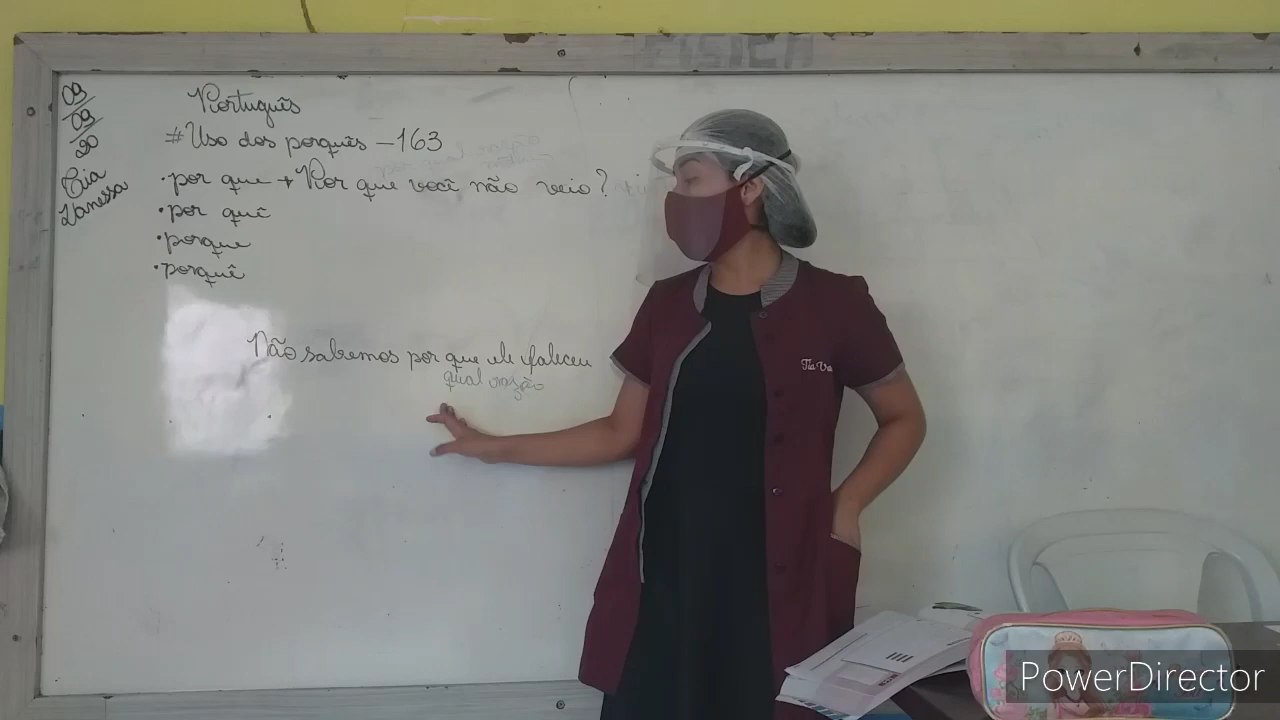 FÍSICA
09/09/20
Tia Vanessa
Português
# Uso dos porquês - 163
• por que → Por que você não veio?
• por quê
• porque
• porquê
Não sabemos por que ele faleceu
qual razão
Tia Va
PowerDirector